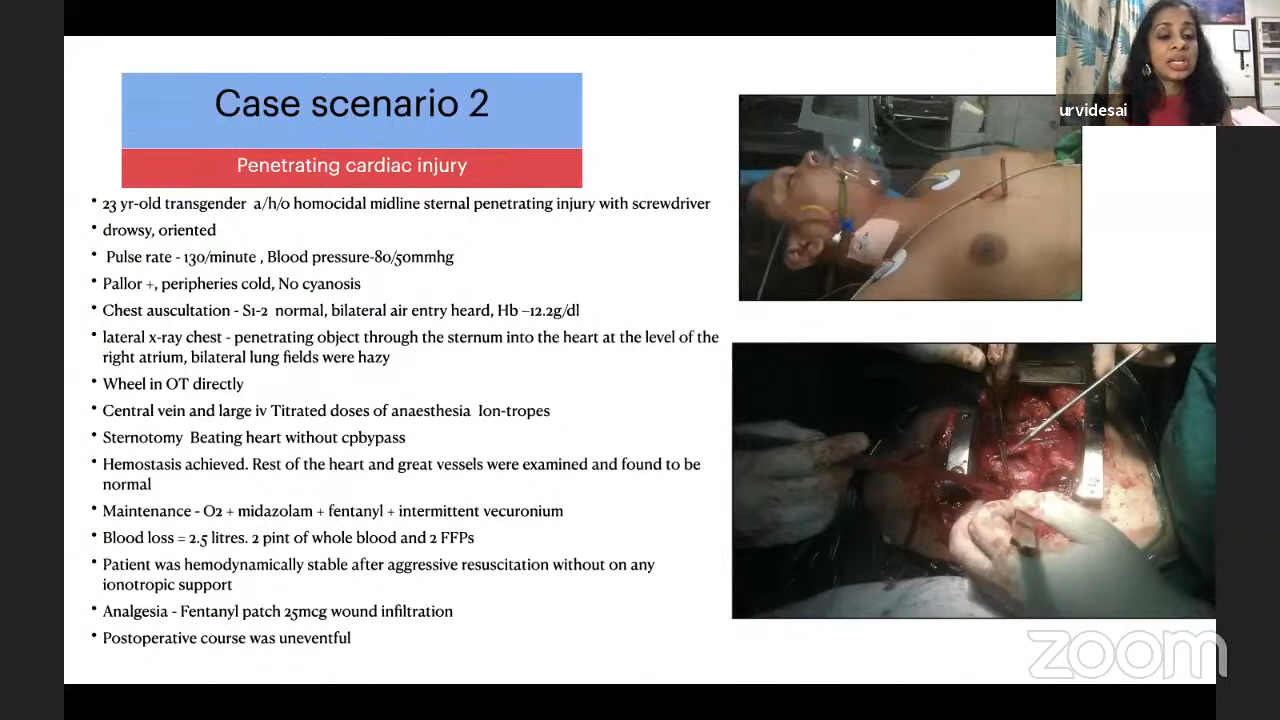 urvidesai
Case scenario 2
Penetrating cardiac injury
• 23 yr-old transgender a/h/o homocidal midline sternal penetrating injury with screwdriver
• drowsy, oriented
• Pulse rate - 130/minute , Blood pressure-80/50mmhg
• Pallor +, peripheries cold, No cyanosis
• Chest auscultation - S1-2 normal, bilateral air entry heard, Hb –12.2g/dl
• lateral x-ray chest - penetrating object through the sternum into the heart at the level of the
right atrium, bilateral lung fields were hazy
• Wheel in OT directly
• Central vein and large iv Titrated doses of anaesthesia Ion-tropes
• Sternotomy Beating heart without cpbypass
• Hemostasis achieved. Rest of the heart and great vessels were examined and found to be
normal
• Maintenance - O2 + midazolam + fentanyl + intermittent vecuronium
• Blood loss = 2.5 litres. 2 pint of whole blood and 2 FFPs
• Patient was hemodynamically stable after aggressive resuscitation without on any
ionotropic support
• Analgesia - Fentanyl patch 25mcg wound infiltration
• Postoperative course was uneventful
zoom